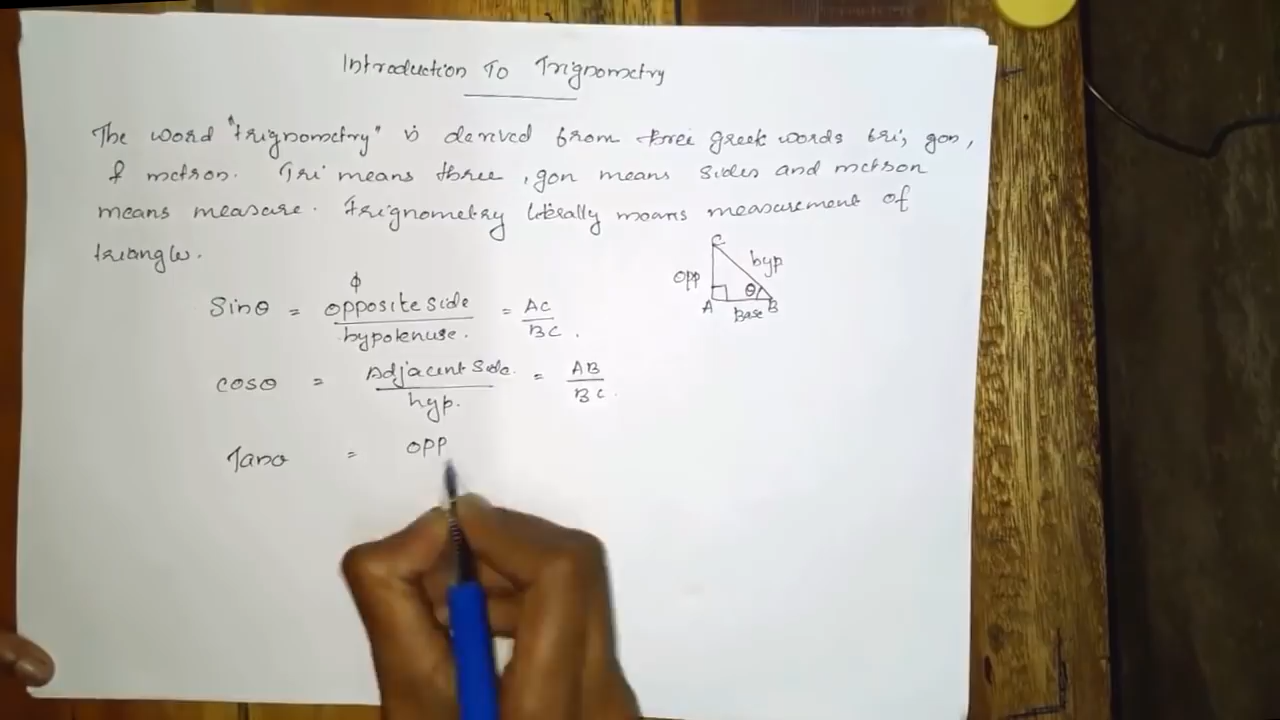 Introduction To Trignometry
The word "trignometry" is derived from three greek words tri, gon,
& metron. Tri means three, gon means sides and metron
means measure. trignometry literally means measurement of
triangle.
C
opp hyp
θ
A Base B
ϕ
Sinθ = opposite side / hypotenuse. = AC / BC.
cosθ = Adjacent side. / hyp. = AB / BC.
Tanθ = opp